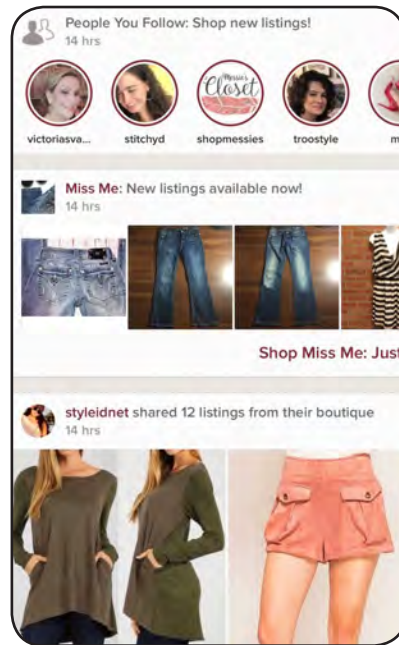 People You Follow: Shop new listings!
14 hrs
Messie's
Closet
victoriasva...
stitchyd
shopmessies
troostyle
m
Miss Me: New listings available now!
14 hrs
Shop Miss Me: Just
styleidnet shared 12 listings from their boutique
14 hrs